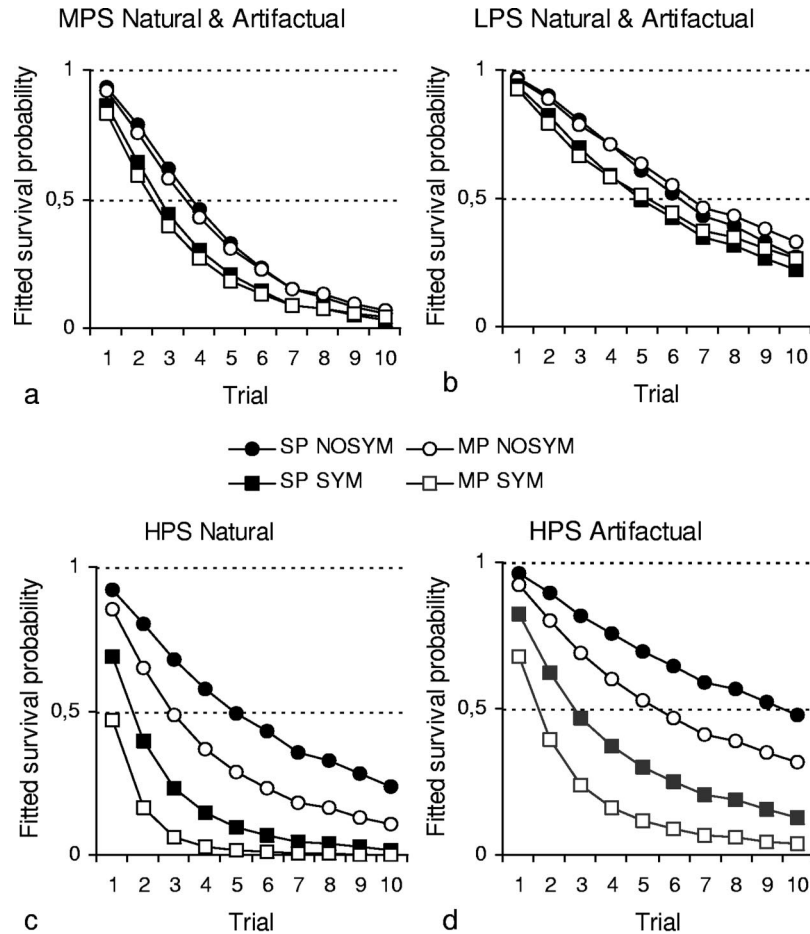 MPS Natural & Artifactual
Fitted survival probability
1
0,5
0
1 2 3 4 5 6 7 8 9 10
Trial
a
LPS Natural & Artifactual
Fitted survival probability
1
0,5
0
1 2 3 4 5 6 7 8 9 10
Trial
b
SP NOSYM MP NOSYM
SP SYM MP SYM
HPS Natural
Fitted survival probability
1
0,5
0
1 2 3 4 5 6 7 8 9 10
Trial
c
HPS Artifactual
Fitted survival probability
1
0,5
0
1 2 3 4 5 6 7 8 9 10
Trial
d